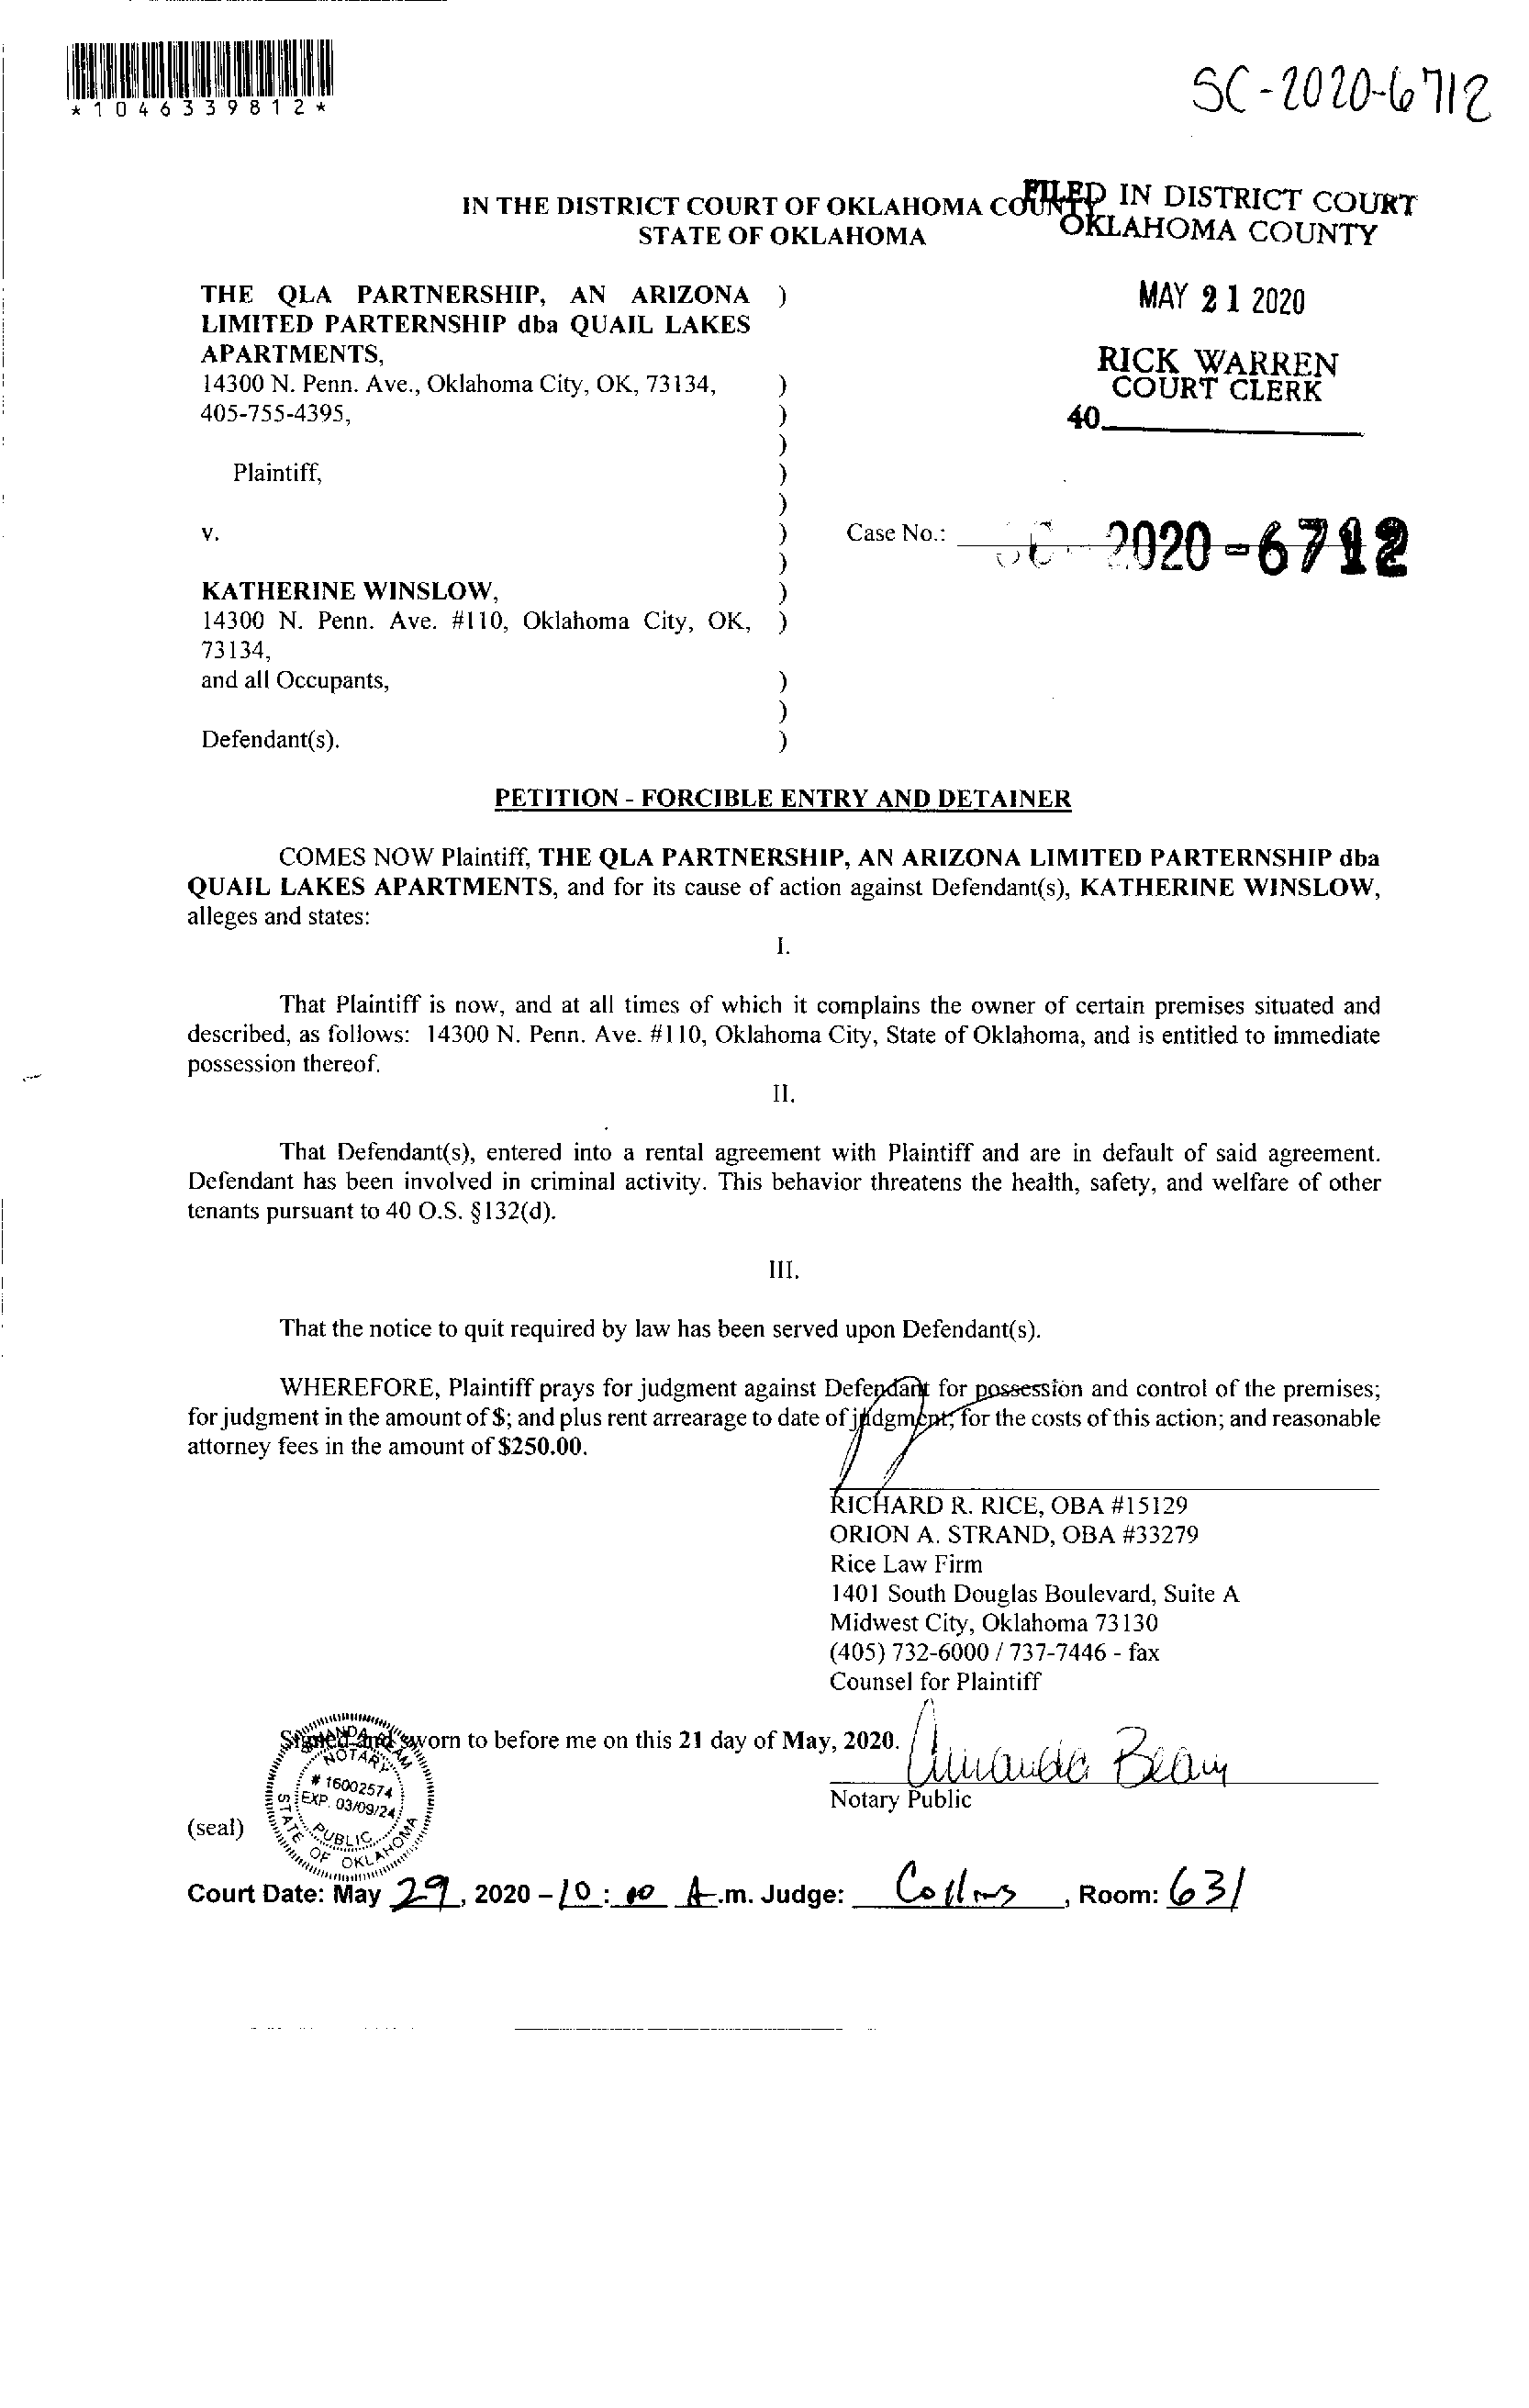 *1046339812*
SC-2020-6712
IN THE DISTRICT COURT OF OKLAHOMA COUNTY
STATE OF OKLAHOMA
FILED IN DISTRICT COURT
OKLAHOMA COUNTY
MAY 21 2020
RICK WARREN
COURT CLERK
40
THE QLA PARTNERSHIP, AN ARIZONA )
LIMITED PARTERNSHIP dba QUAIL LAKES
APARTMENTS,
14300 N. Penn. Ave., Oklahoma City, OK, 73134, )
405-755-4395, )
)
Plaintiff, )
)
v. ) Case No.: SC- 2020-6712
)
KATHERINE WINSLOW, )
14300 N. Penn. Ave. #110, Oklahoma City, OK, )
73134,
and all Occupants, )
)
Defendant(s). )
PETITION - FORCIBLE ENTRY AND DETAINER
COMES NOW Plaintiff, THE QLA PARTNERSHIP, AN ARIZONA LIMITED PARTERNSHIP dba
QUAIL LAKES APARTMENTS, and for its cause of action against Defendant(s), KATHERINE WINSLOW,
alleges and states:
I.
That Plaintiff is now, and at all times of which it complains the owner of certain premises situated and
described, as follows: 14300 N. Penn. Ave. #110, Oklahoma City, State of Oklahoma, and is entitled to immediate
possession thereof.
II.
That Defendant(s), entered into a rental agreement with Plaintiff and are in default of said agreement.
Defendant has been involved in criminal activity. This behavior threatens the health, safety, and welfare of other
tenants pursuant to 40 O.S. §132(d).
III.
That the notice to quit required by law has been served upon Defendant(s).
WHEREFORE, Plaintiff prays for judgment against Defendant for possession and control of the premises;
for judgment in the amount of $; and plus rent arrearage to date of judgment; for the costs of this action; and reasonable
attorney fees in the amount of $250.00.
RICHARD R. RICE, OBA #15129
ORION A. STRAND, OBA #33279
Rice Law Firm
1401 South Douglas Boulevard, Suite A
Midwest City, Oklahoma 73130
(405) 732-6000 / 737-7446 - fax
Counsel for Plaintiff
Signed and sworn to before me on this 21 day of May, 2020.
Amanda Beam
Notary Public
(seal)
AMANDA BEAM
NOTARY
# 16002574
EXP. 03/09/24
PUBLIC
STATE OF OKLAHOMA
Court Date: May 29, 2020 - 10:00 A.m. Judge: Collins, Room: 631